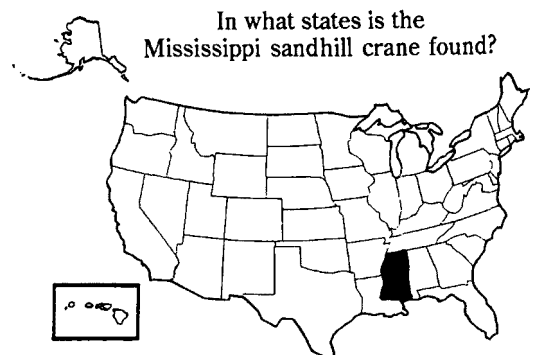 In what states is the
Mississippi sandhill crane found?